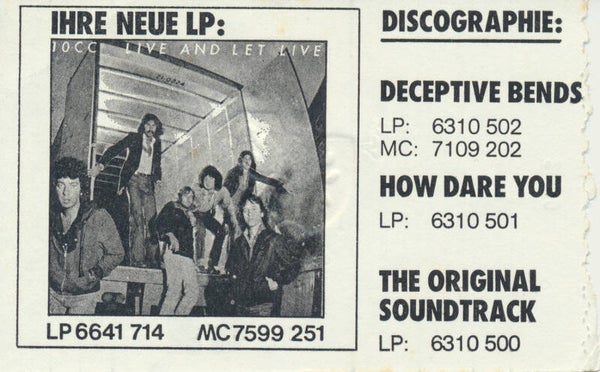 IHRE NEUE LP:
10CC LIVE AND LET LIVE
LP 6641 714 MC 7599 251
DISCOGRAPHIE:
DECEPTIVE BENDS
LP: 6310 502
MC: 7109 202
HOW DARE YOU
LP: 6310 501
THE ORIGINAL
SOUNDTRACK
LP: 6310 500